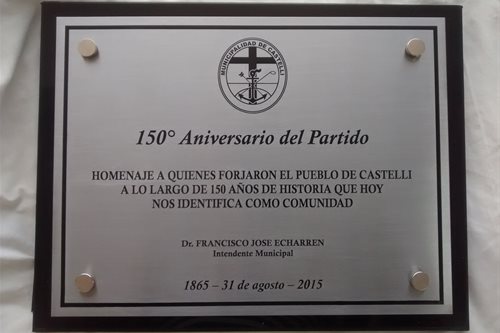 MUNICIPALIDAD DE CASTELLI
150° Aniversario del Partido
HOMENAJE A QUIENES FORJARON EL PUEBLO DE CASTELLI
A LO LARGO DE 150 AÑOS DE HISTORIA QUE HOY
NOS IDENTIFICA COMO COMUNIDAD
Dr. FRANCISCO JOSE ECHARREN
Intendente Municipal
1865 – 31 de agosto – 2015